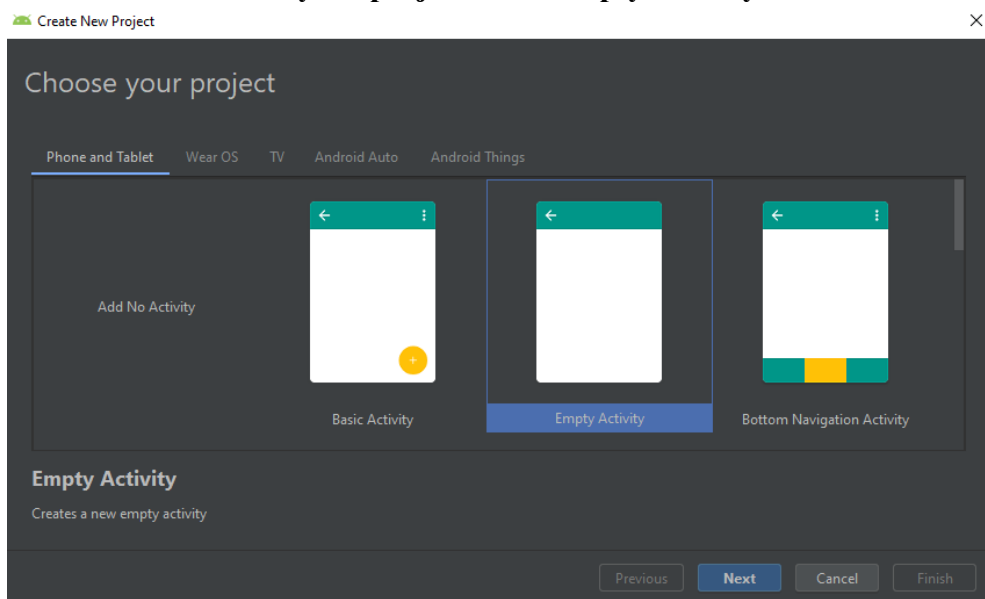 Create New Project
Choose your project
Phone and Tablet Wear OS TV Android Auto Android Things
Add No Activity
Basic Activity
Empty Activity
Bottom Navigation Activity
Empty Activity
Creates a new empty activity
Previous Next Cancel Finish